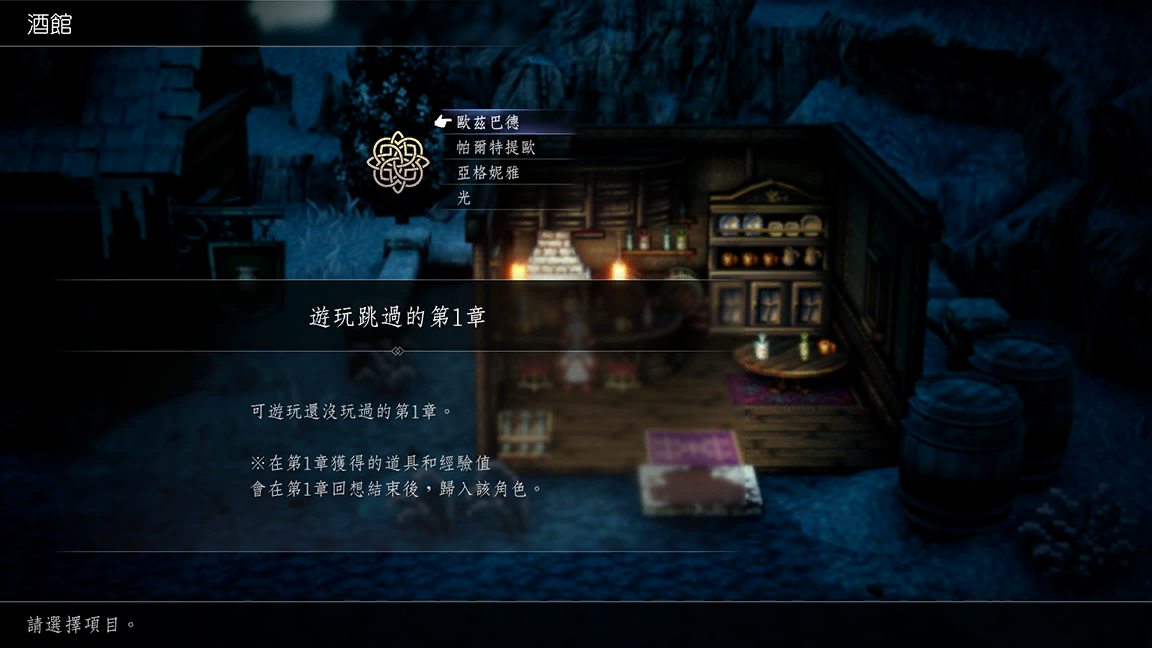 酒館
歐茲巴德
帕爾特提歐
亞格妮雅
光
遊玩跳過的第1章
可遊玩還沒玩過的第1章。
※在第1章獲得的道具和經驗值
會在第1章回想結束後，歸入該角色。
請選擇項目。